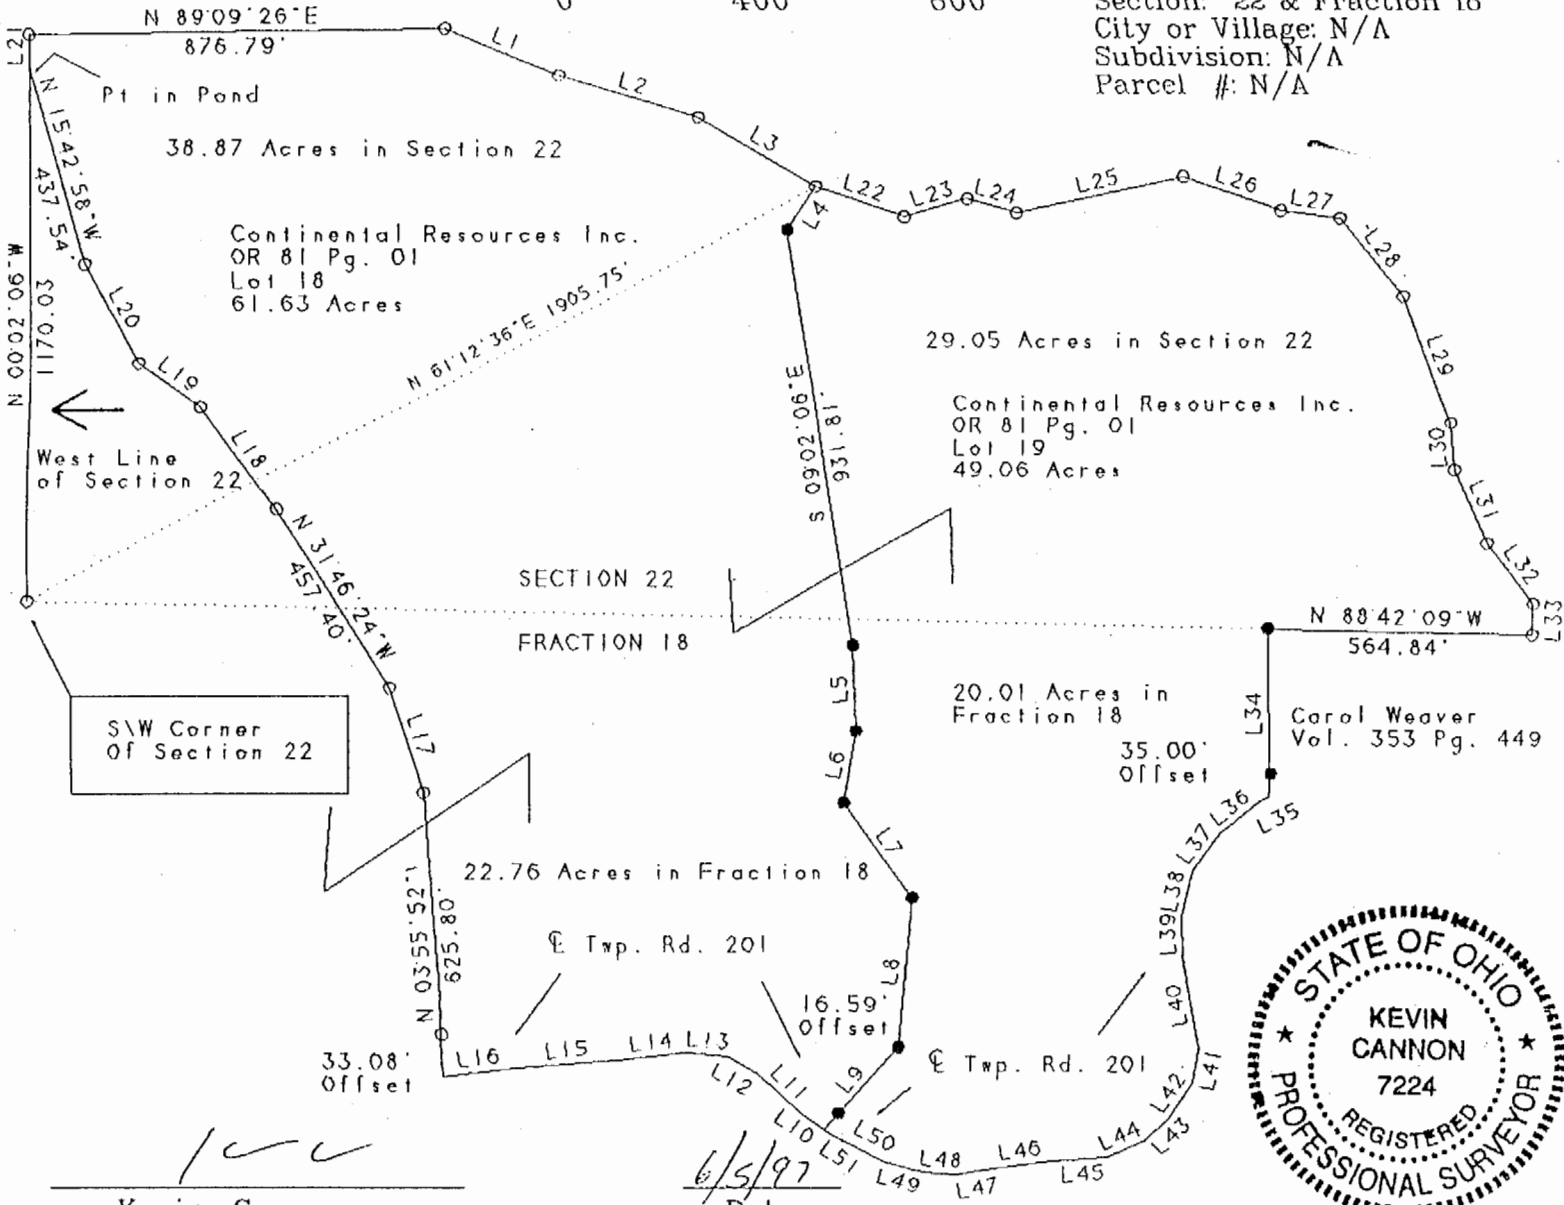 0 400 600
Section: 22 & Fraction 18
City or Village: N/A
Subdivision: N/A
Parcel #: N/A
N 89°09'26"E
876.79'
L21
L1
L2
L3
Pt in Pond
N 15°42'58"W
437.54'
38.87 Acres in Section 22
Continental Resources Inc.
OR 81 Pg. 01
Lot 18
61.63 Acres
N 00°20'06"W
1170.03
L20
L19
L18
West Line
of Section 22
N 61°12'36"E 1905.75'
L4
L22
L23
L24
L25
L26
L27
L28
L29
L30
L31
L32
L33
29.05 Acres in Section 22
Continental Resources Inc.
OR 81 Pg. 01
Lot 19
49.06 Acres
S 09°02'06"E
931.81'
N 31°46'24"W
457.40'
SECTION 22
FRACTION 18
N 88°42'09"W
564.84'
S\W Corner
Of Section 22
L17
L5
L6
L7
L8
L9
20.01 Acres in
Fraction 18
35.00'
Offset
L34
Carol Weaver
Vol. 353 Pg. 449
L35
L36
L37
L38
L39
L40
L41
L42
L43
L44
L45
L46
L47
L48
L49
L50
L51
22.76 Acres in Fraction 18
N 03°55'52"
625.80'
℄ Twp. Rd. 201
16.59'
Offset
℄ Twp. Rd. 201
33.08'
Offset
L16
L15
L14
L13
L12
L11
L10
STATE OF OHIO
KEVIN
CANNON
7224
REGISTERED
PROFESSIONAL SURVEYOR
6/5/97